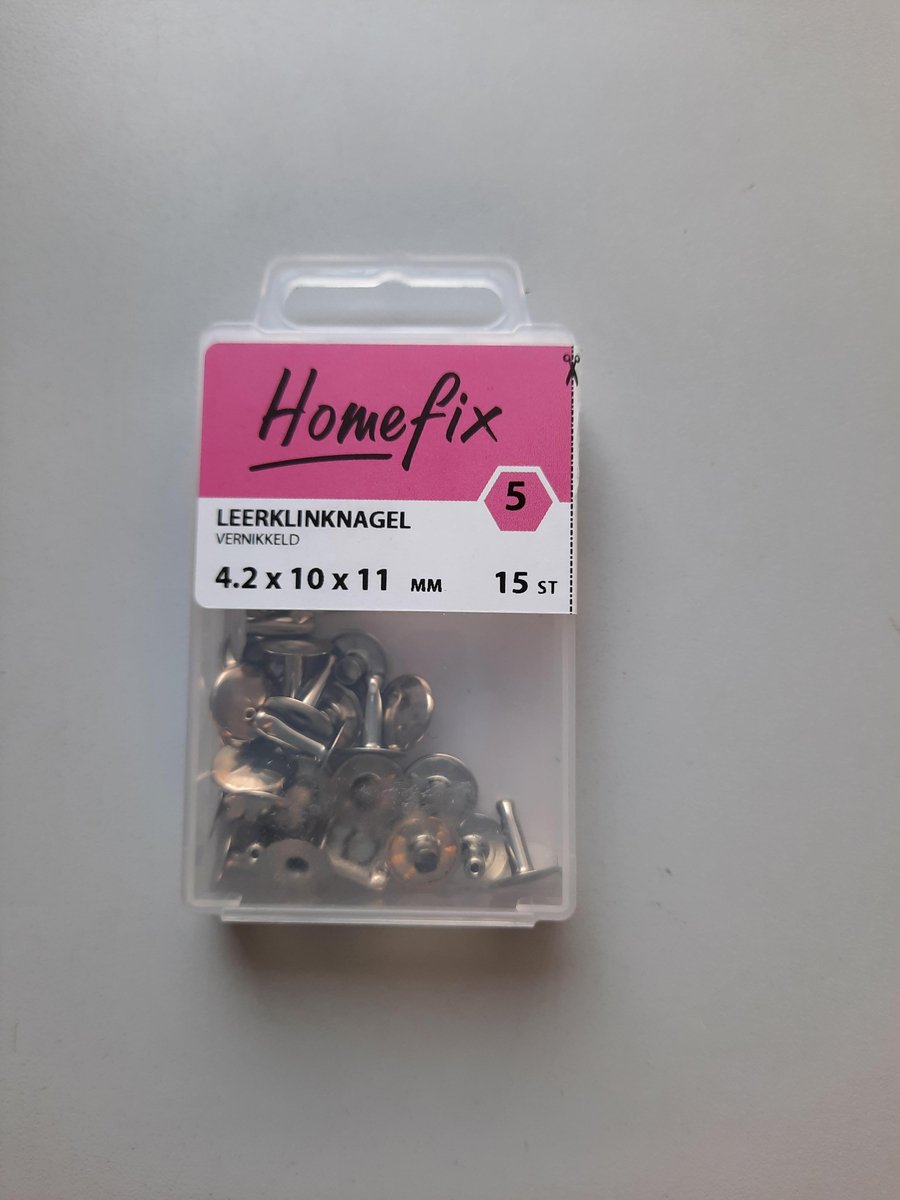 Homefix
5
LEERKLINKNAGEL
VERNIKKELD
4.2 x 10 x 11 MM 15 ST